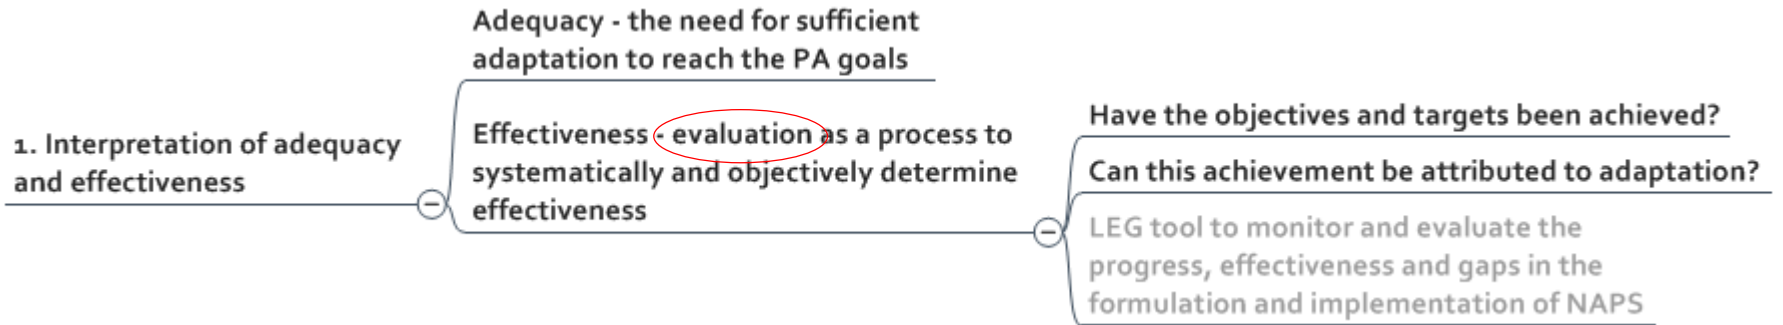 1. Interpretation of adequacy
and effectiveness
Adequacy - the need for sufficient
adaptation to reach the PA goals
Effectiveness - evaluation as a process to
systematically and objectively determine
effectiveness
Have the objectives and targets been achieved?
Can this achievement be attributed to adaptation?
LEG tool to monitor and evaluate the
progress, effectiveness and gaps in the
formulation and implementation of NAPS